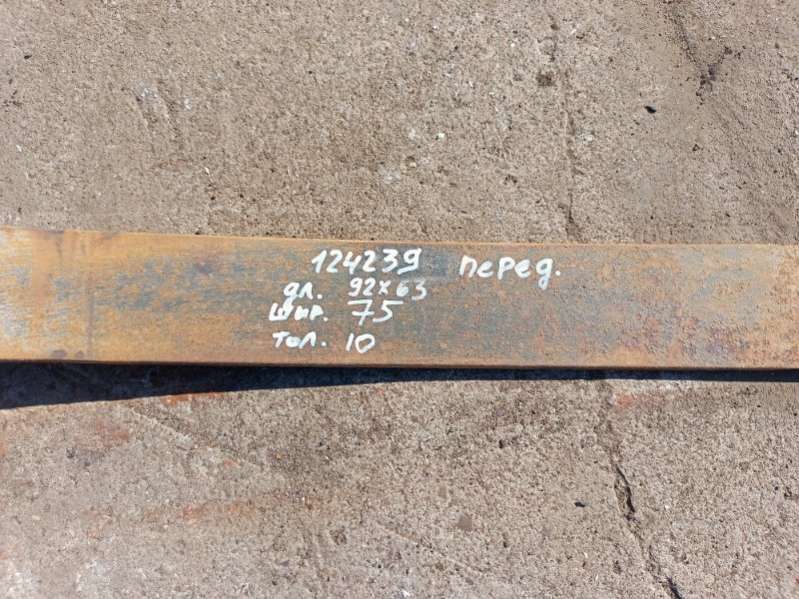 124239 перед.
дл. 92х63
шир. 75
тол. 10